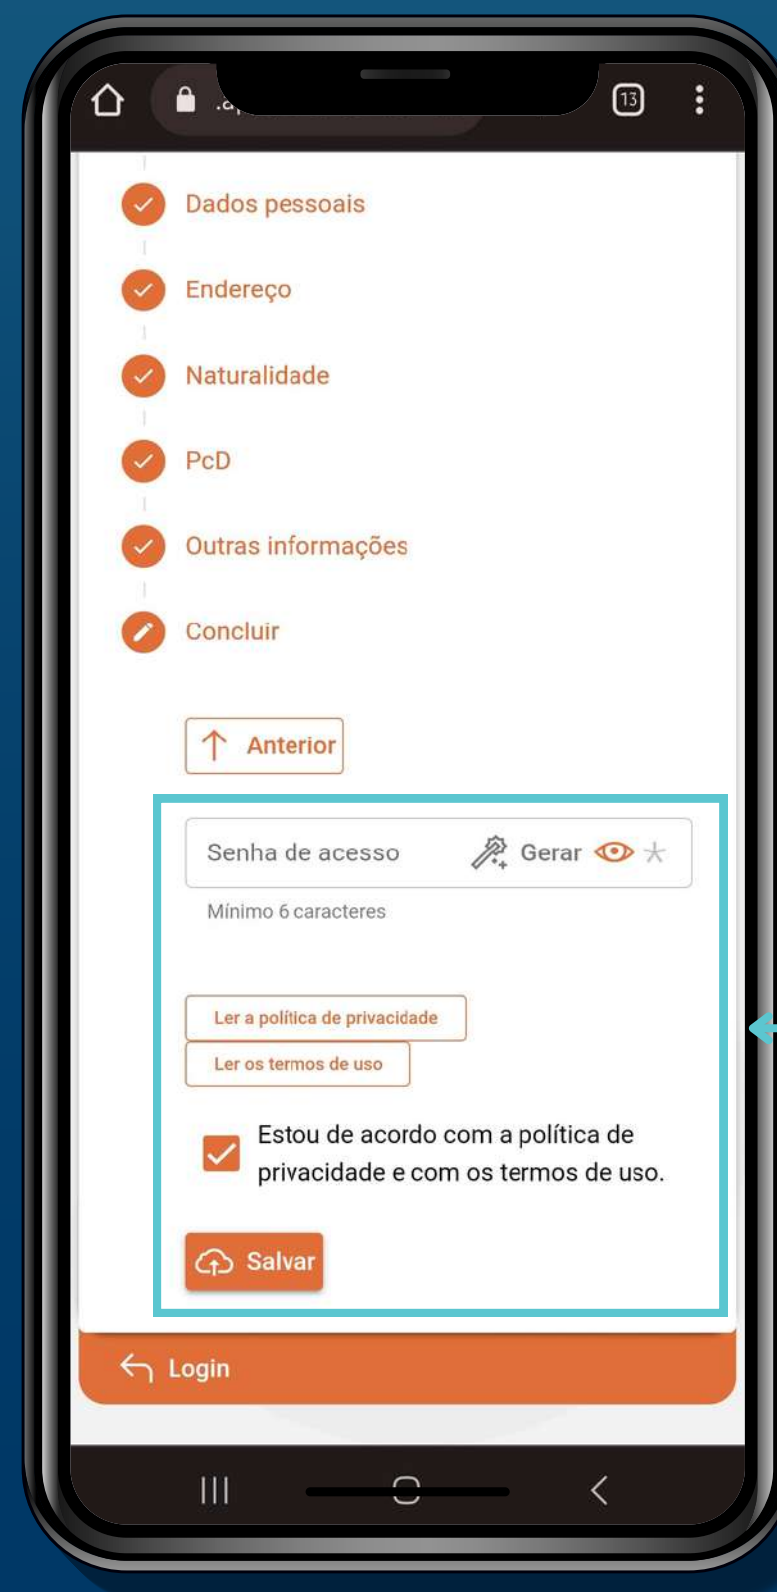 13
Dados pessoais
Endereço
Naturalidade
PcD
Outras informações
Concluir
Anterior
Senha de acesso Gerar
Mínimo 6 caracteres
Ler a política de privacidade
Ler os termos de uso
Estou de acordo com a política de
privacidade e com os termos de uso.
Salvar
Login